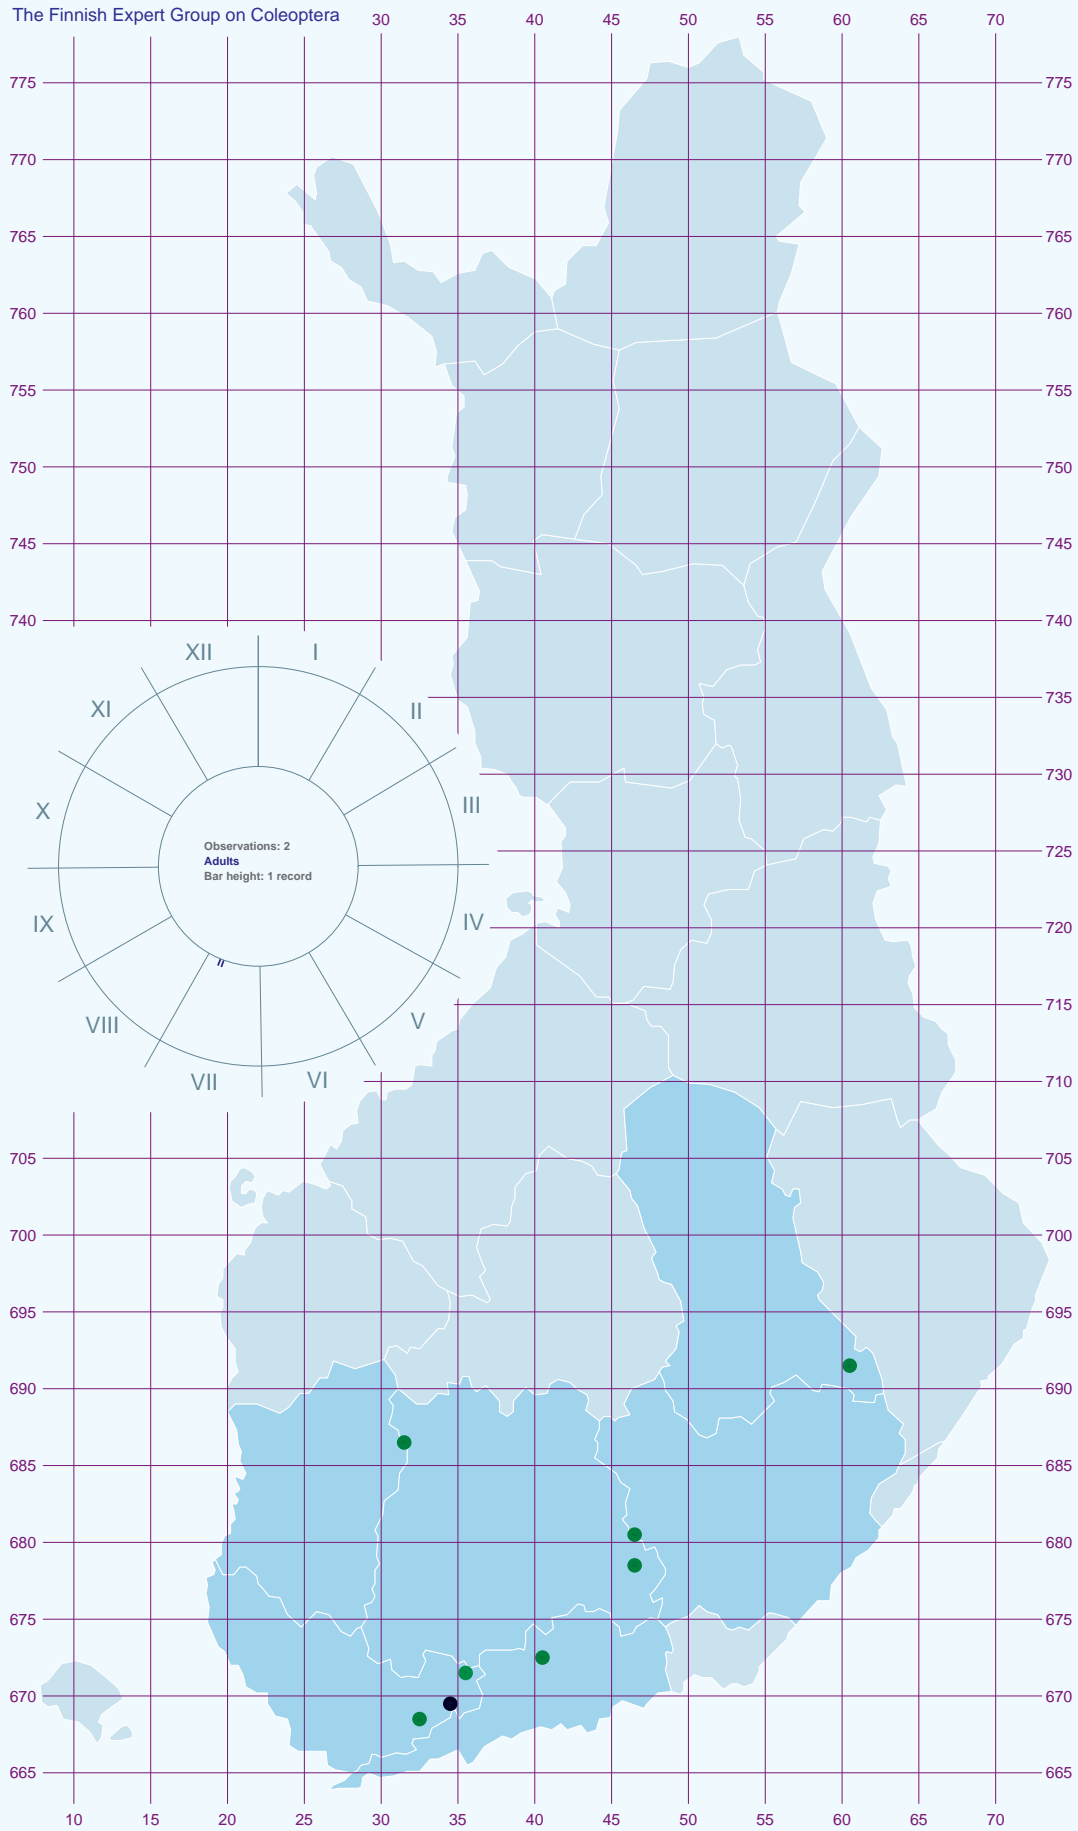 The Finnish Expert Group on Coleoptera
30 35 40 45 50 55 60 65 70
775 775
770 770
765 765
760 760
755 755
750 750
745 745
740 740
XII I
XI II
735
730
X III
Observations: 2
Adults
Bar height: 1 record
725
IX IV
720
715
VIII V
VII VI
710
705 705
700 700
695 695
690 690
685 685
680 680
675 675
670 670
665 665
10 15 20 25 30 35 40 45 50 55 60 65 70